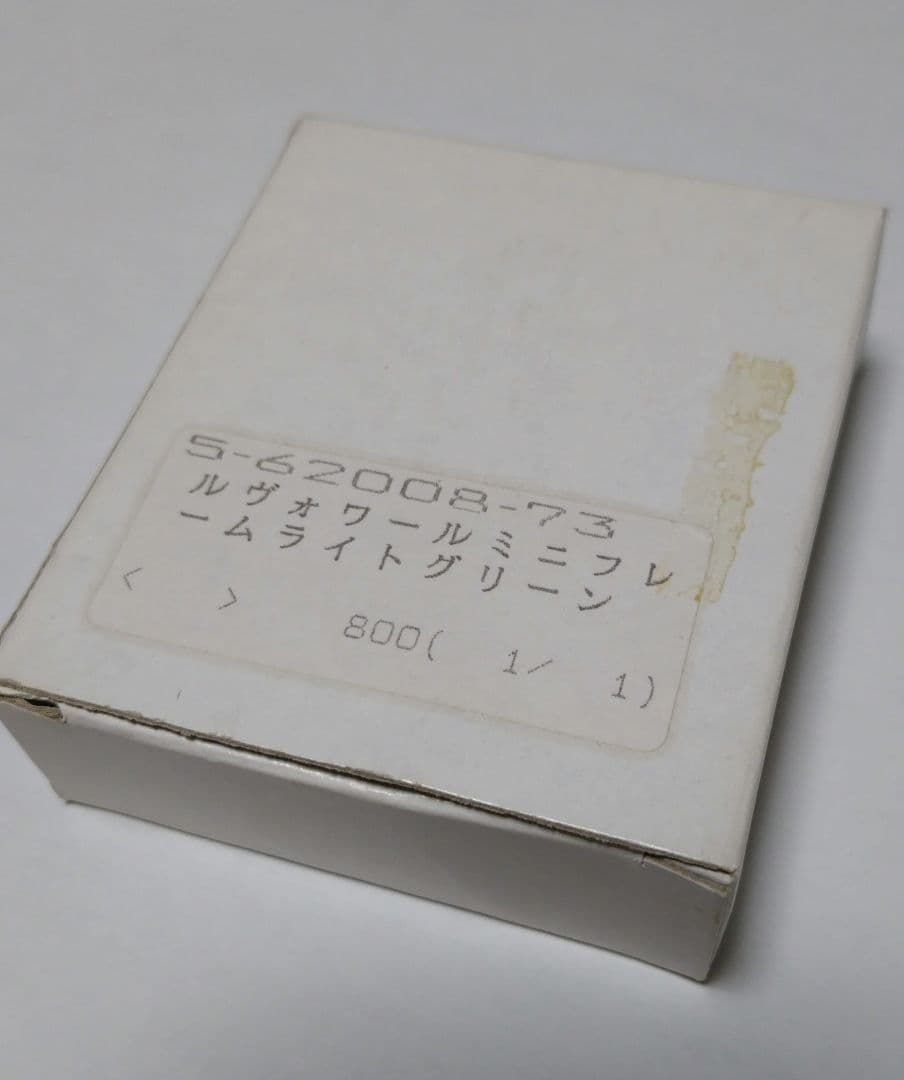 5-62008-73
ルヴォワールミニフレ
ームライトグリーン
<    > 800(  1/  1)